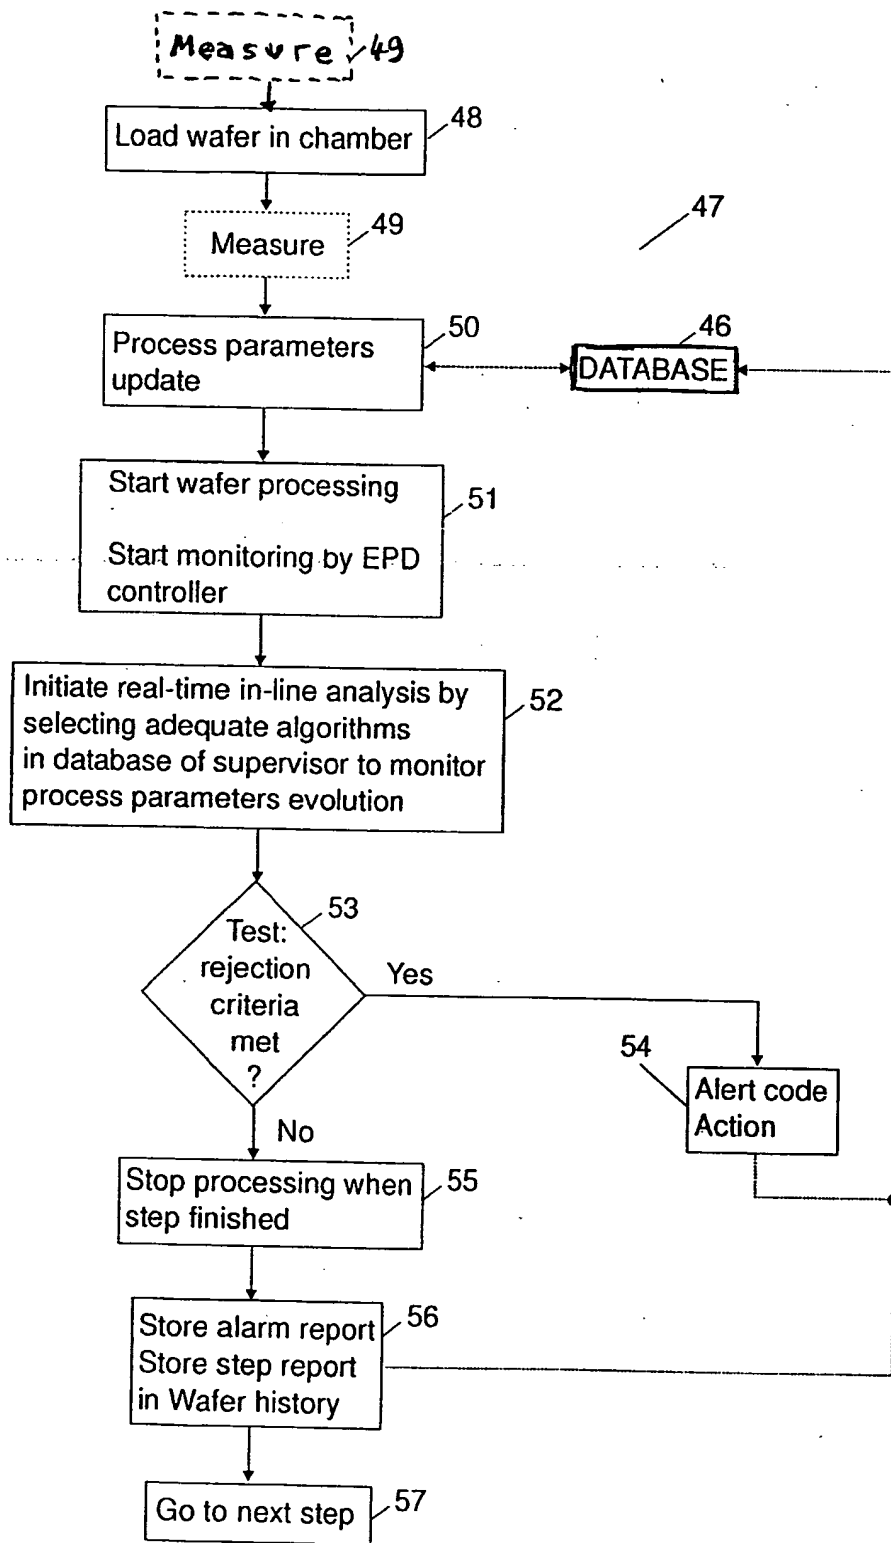 Measure 49
48
Load wafer in chamber
49
Measure
47
50
Process parameters
update
46
DATABASE
Start wafer processing
51
Start monitoring by EPD
controller
Initiate real-time in-line analysis by
52
selecting adequate algorithms
in database of supervisor to monitor
process parameters evolution
53
Test:
rejection
criteria
met
?
Yes
54
Alert code
Action
No
Stop processing when
55
step finished
Store alarm report
56
Store step report
in Wafer history
Go to next step
57